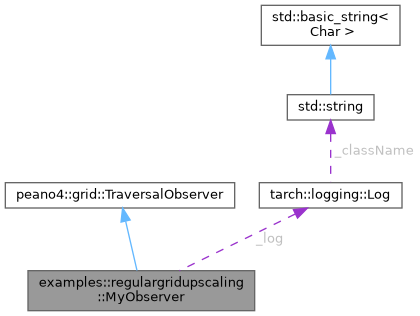 std::basic_string<
Char >
std::string
_className
peano4::grid::TraversalObserver
tarch::logging::Log
_log
examples::regulargridupscaling
::MyObserver